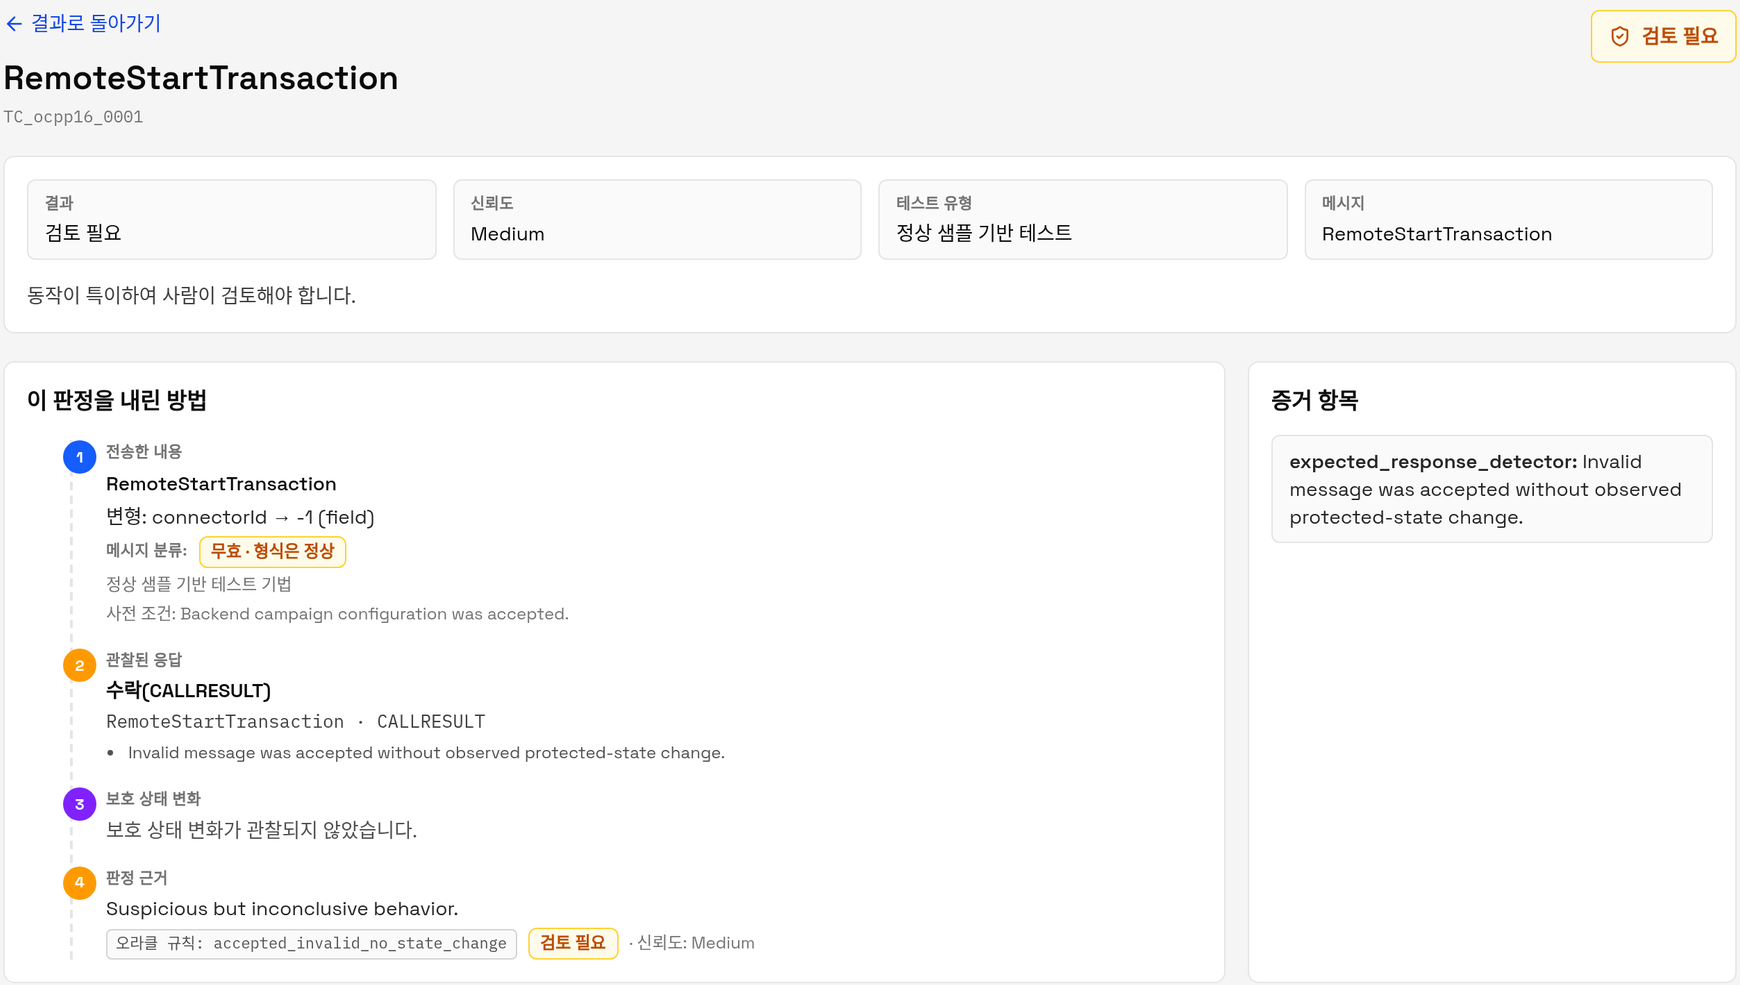 ← 결과로 돌아가기
검토 필요
RemoteStartTransaction
TC_ocpp16_0001
결과
검토 필요
신뢰도
Medium
테스트 유형
정상 샘플 기반 테스트
메시지
RemoteStartTransaction
동작이 특이하여 사람이 검토해야 합니다.
이 판정을 내린 방법
1 전송한 내용
RemoteStartTransaction
변형: connectorId → -1 (field)
메시지 분류: 무효 · 형식은 정상
정상 샘플 기반 테스트 기법
사전 조건: Backend campaign configuration was accepted.
2 관찰된 응답
수락(CALLRESULT)
RemoteStartTransaction · CALLRESULT
• Invalid message was accepted without observed protected-state change.
3 보호 상태 변화
보호 상태 변화가 관찰되지 않았습니다.
4 판정 근거
Suspicious but inconclusive behavior.
오라클 규칙: accepted_invalid_no_state_change 검토 필요 · 신뢰도: Medium
증거 항목
expected_response_detector: Invalid
message was accepted without observed
protected-state change.